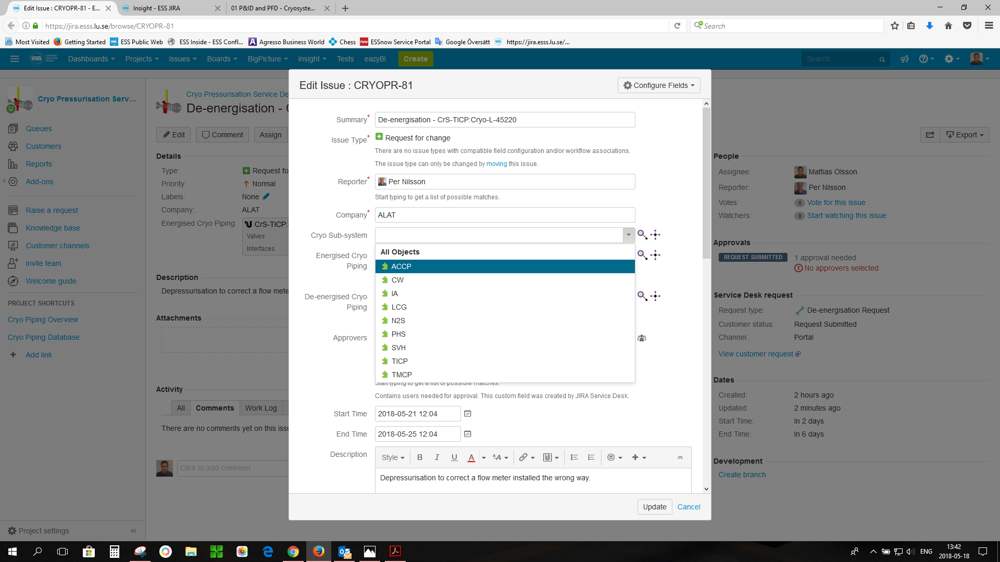 Edit Issue : CRYOPR-81 - E...
Insight - ESS JIRA
01 P&ID and PFD - Cryosyste...
https://jira.esss.lu.se/browse/CRYOPR-81
Search
Most Visited
Getting Started
ESS Public Web
ESS Inside - ESS Confl...
Agresso Business World
Chess
ESSnow Service Portal
Google Översätt
https://jira.esss.lu.se/...
ess
Dashboards
Projects
Issues
Boards
BigPicture
Insight
Tests
eazyBI
Create
Search
Cryo Pressurisation Serv...
Queues
Customers
Reports
Add-ons
Raise a request
Knowledge base
Customer channels
Invite team
Welcome guide
PROJECT SHORTCUTS
Cryo Piping Overview
Cryo Piping Database
Add link
Project settings
Cryo Pressurisation Service De
De-energisation - C
Edit
Comment
Assign
Details
Type:
Request fo
Priority:
Normal
Labels:
None
Company:
ALAT
Energised Cryo Piping:
CrS-TICP:
Valves
Interfaces
Description
Depressurisation to correct a flow mete
Attachments
Activity
All
Comments
Work Log
There are no comments yet on this issu
Click to add comment
Edit Issue : CRYOPR-81
Configure Fields
Summary*
De-energisation - CrS-TICP:Cryo-L-45220
Issue Type*
Request for change
There are no issue types with compatible field configuration and/or workflow associations.
The issue type can only be changed by moving this issue.
Reporter*
Per Nilsson
Start typing to get a list of possible matches.
Company*
ALAT
Cryo Sub-system
Energised Cryo
Piping
De-energised Cryo
Piping
Approvers
All Objects
ACCP
CW
IA
LCG
N2S
PHS
SVH
TICP
TMCP
Start typing to get a list of possible matches.
Contains users needed for approval. This custom field was created by JIRA Service Desk.
Start Time
2018-05-21 12:04
End Time
2018-05-25 12:04
Description
Style
B
I
U
A
ªA
Depressurisation to correct a flow meter installed the wrong way.
Update
Cancel
Export
People
Assignee:
Mattias Olsson
Reporter:
Per Nilsson
Votes:
0
Vote for this issue
Watchers:
0
Start watching this issue
Approvals
REQUEST SUBMITTED
1 approval needed
No approvers selected
Service Desk request
Request type:
De-energisation Request
Customer status:
Request Submitted
Channel:
Portal
View customer request
Dates
Created:
2 hours ago
Updated:
2 minutes ago
Start Time:
In 2 days
End Time:
In 6 days
Development
Create branch
ENG
13:42
2018-05-18